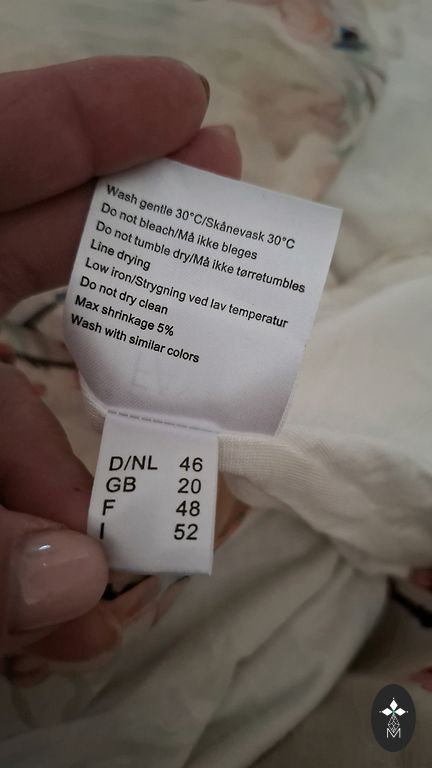 Wash gentle 30°C/Skånevask 30°C
Do not bleach/Må ikke bleges
Do not tumble dry/Må ikke tørretumbles
Line drying
Low iron/Strygning ved lav temperatur
Do not dry clean
Max shrinkage 5%
Wash with similar colors
D/NL 46
GB 20
F 48
I 52
M